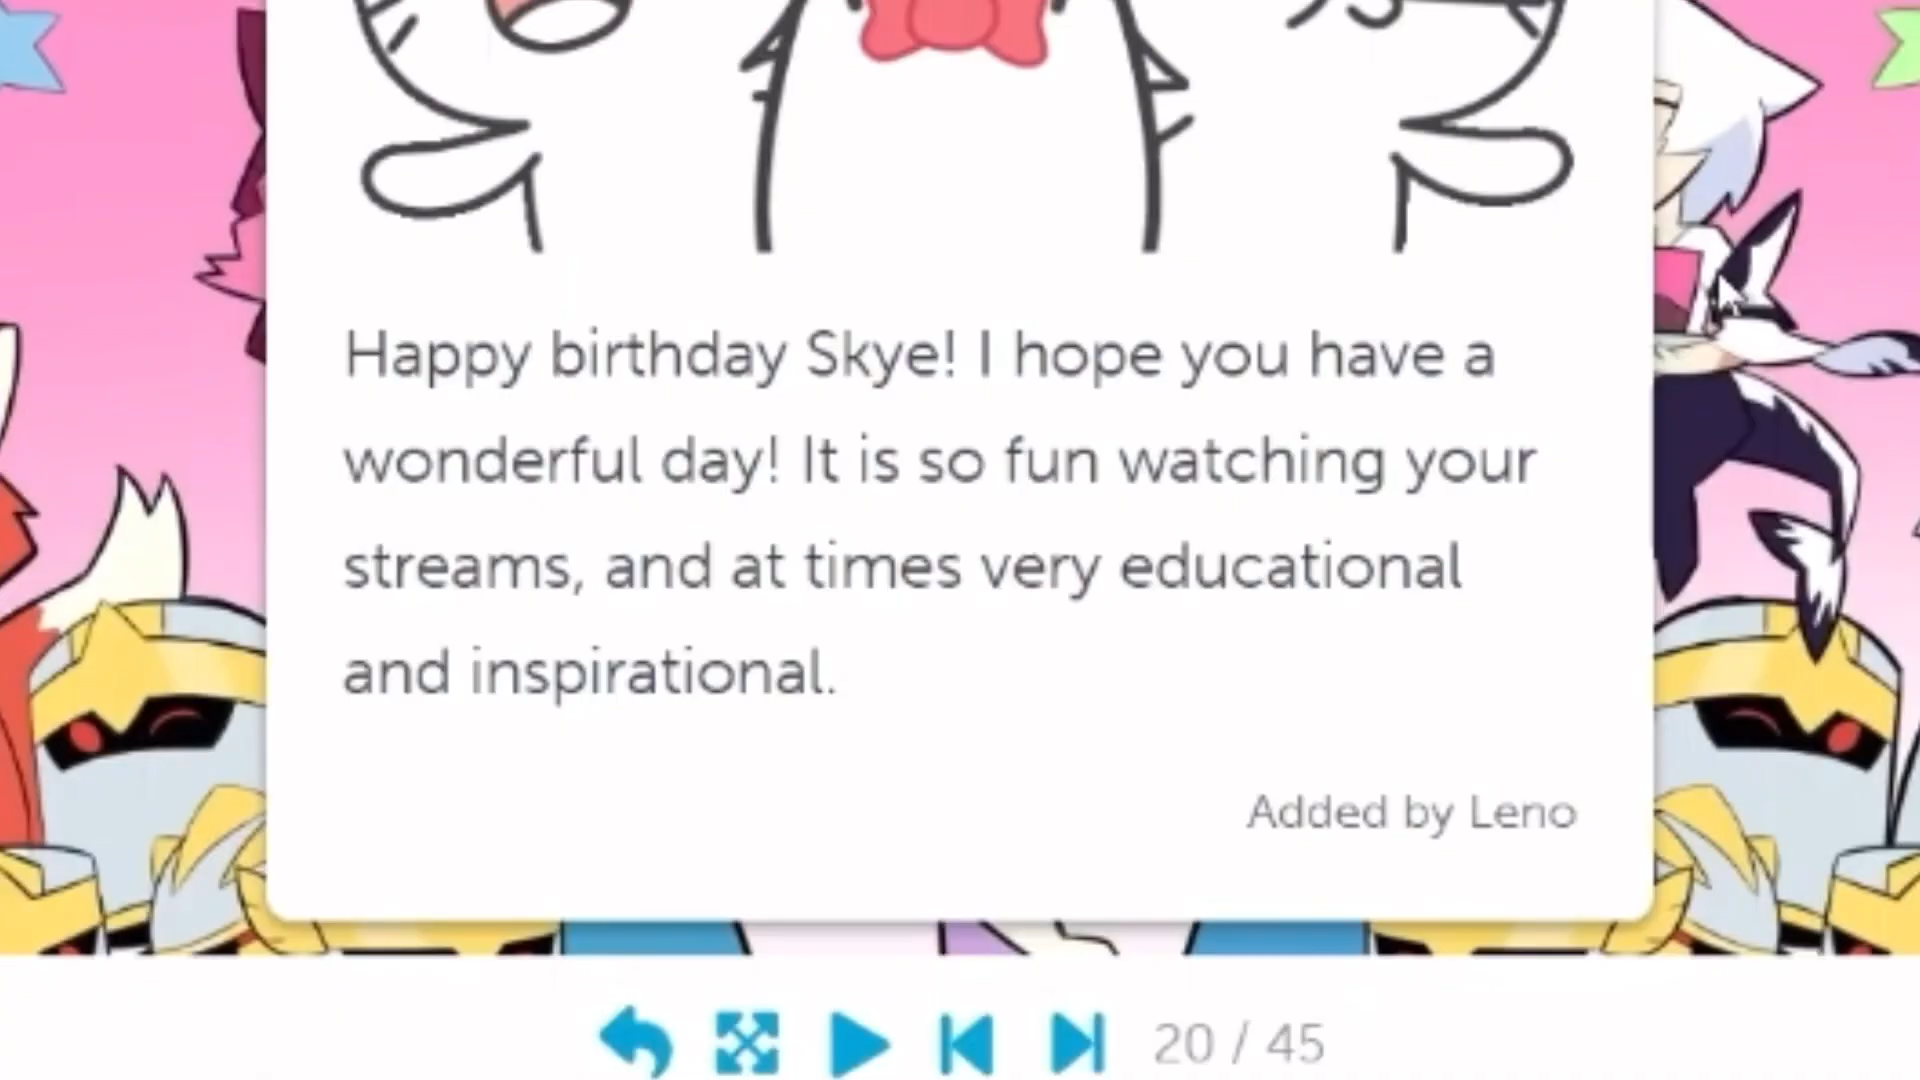 Happy birthday Skye! I hope you have a
wonderful day! It is so fun watching your
streams, and at times very educational
and inspirational.
Added by Leno
20 / 45